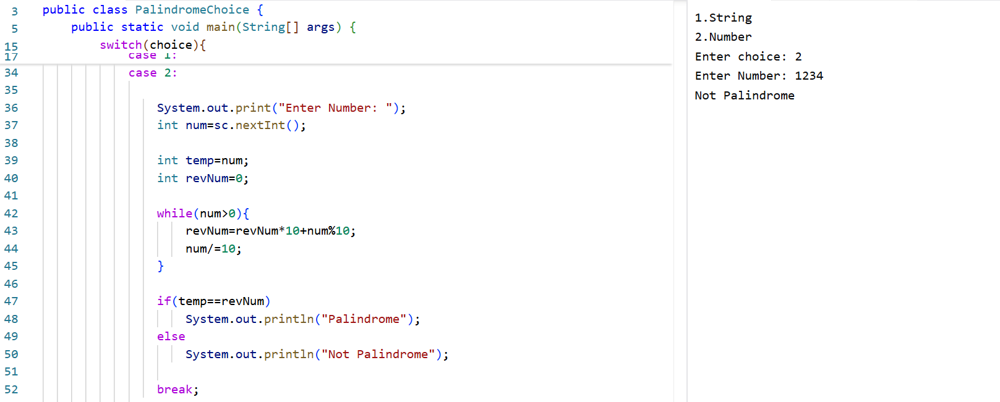 3 public class PalindromeChoice {
5 public static void main(String[] args) {
15 switch(choice){
17 case 1:
34 case 2:
35
36 System.out.print("Enter Number: ");
37 int num=sc.nextInt();
38
39 int temp=num;
40 int revNum=0;
41
42 while(num>0){
43 revNum=revNum*10+num%10;
44 num/=10;
45 }
46
47 if(temp==revNum)
48 System.out.println("Palindrome");
49 else
50 System.out.println("Not Palindrome");
51
52 break;
1.String
2.Number
Enter choice: 2
Enter Number: 1234
Not Palindrome